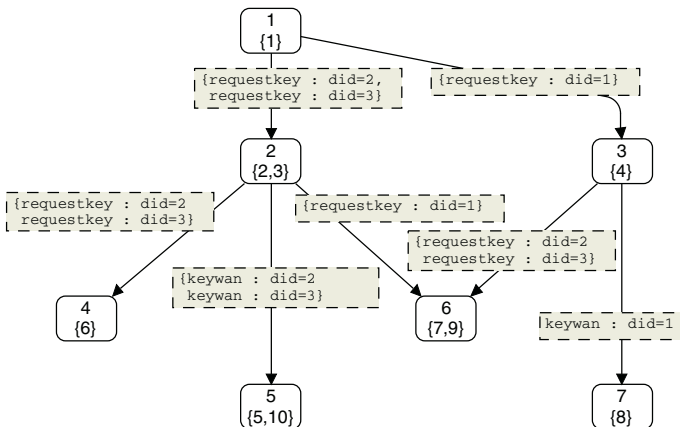 1
{1}
{requestkey : did=2,
requestkey : did=3}
{requestkey : did=1}
2
{2,3}
3
{4}
{requestkey : did=2
requestkey : did=3}
{requestkey : did=1}
{requestkey : did=2
requestkey : did=3}
{keywan : did=2
keywan : did=3}
4
{6}
6
{7,9}
keywan : did=1
5
{5,10}
7
{8}